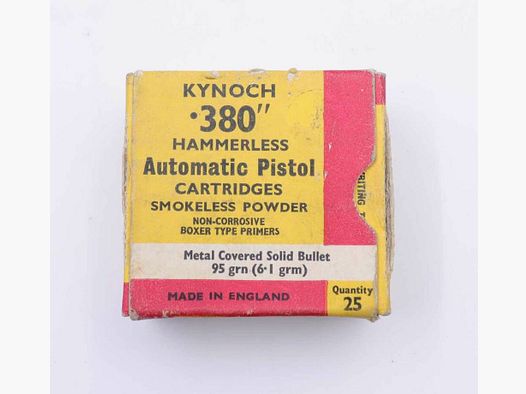 KYNOCH
·380"
HAMMERLESS
Automatic Pistol
CARTRIDGES
SMOKELESS POWDER
NON-CORROSIVE
BOXER TYPE PRIMERS
Metal Covered Solid Bullet
95 grn (6·1 grm)
MADE IN ENGLAND
Quantity
25